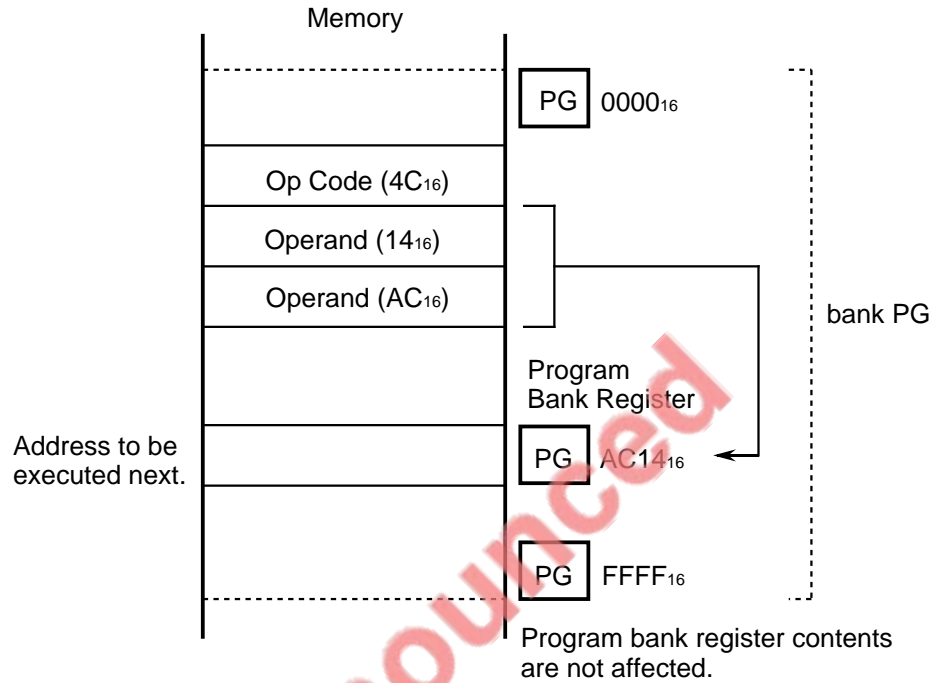 Memory
PG 0000₁₆
Op Code (4C₁₆)
Operand (14₁₆)
Operand (AC₁₆)
bank PG
Program
Bank Register
Address to be
executed next.
PG AC14₁₆
PG FFFF₁₆
Program bank register contents
are not affected.
ounced